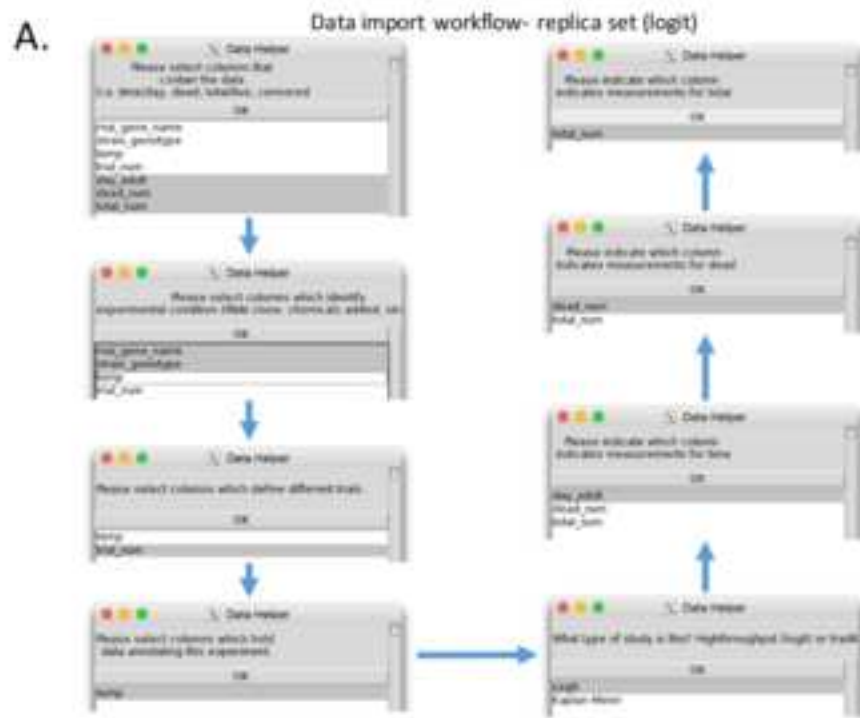 Data import workflow- replica set (logit)
A.
Data Helper
Please select columns that
contain the data
i.e. time/day, dead, total/live, censored
OK
rnai_gene_name
strain_genotype
temp
trial_num
day_adult
dead_num
total_num
Data Helper
Please select columns which identify
experimental condition (RNAi clone, chemicals added, etc
OK
rnai_gene_name
strain_genotype
temp
trial_num
Data Helper
Please select columns which define different trials
OK
temp
trial_num
Data Helper
Please select columns which hold
data annotating this experiment
OK
temp
Data Helper
What type of study is this? Highthroughput (logit) or tradit
OK
Logit
Kaplan-Meier
Data Helper
Please indicate which column
indicates measurements for time
OK
day_adult
dead_num
total_num
Data Helper
Please indicate which column
indicates measurements for dead
OK
dead_num
total_num
Data Helper
Please indicate which column
indicates measurements for total
OK
total_num